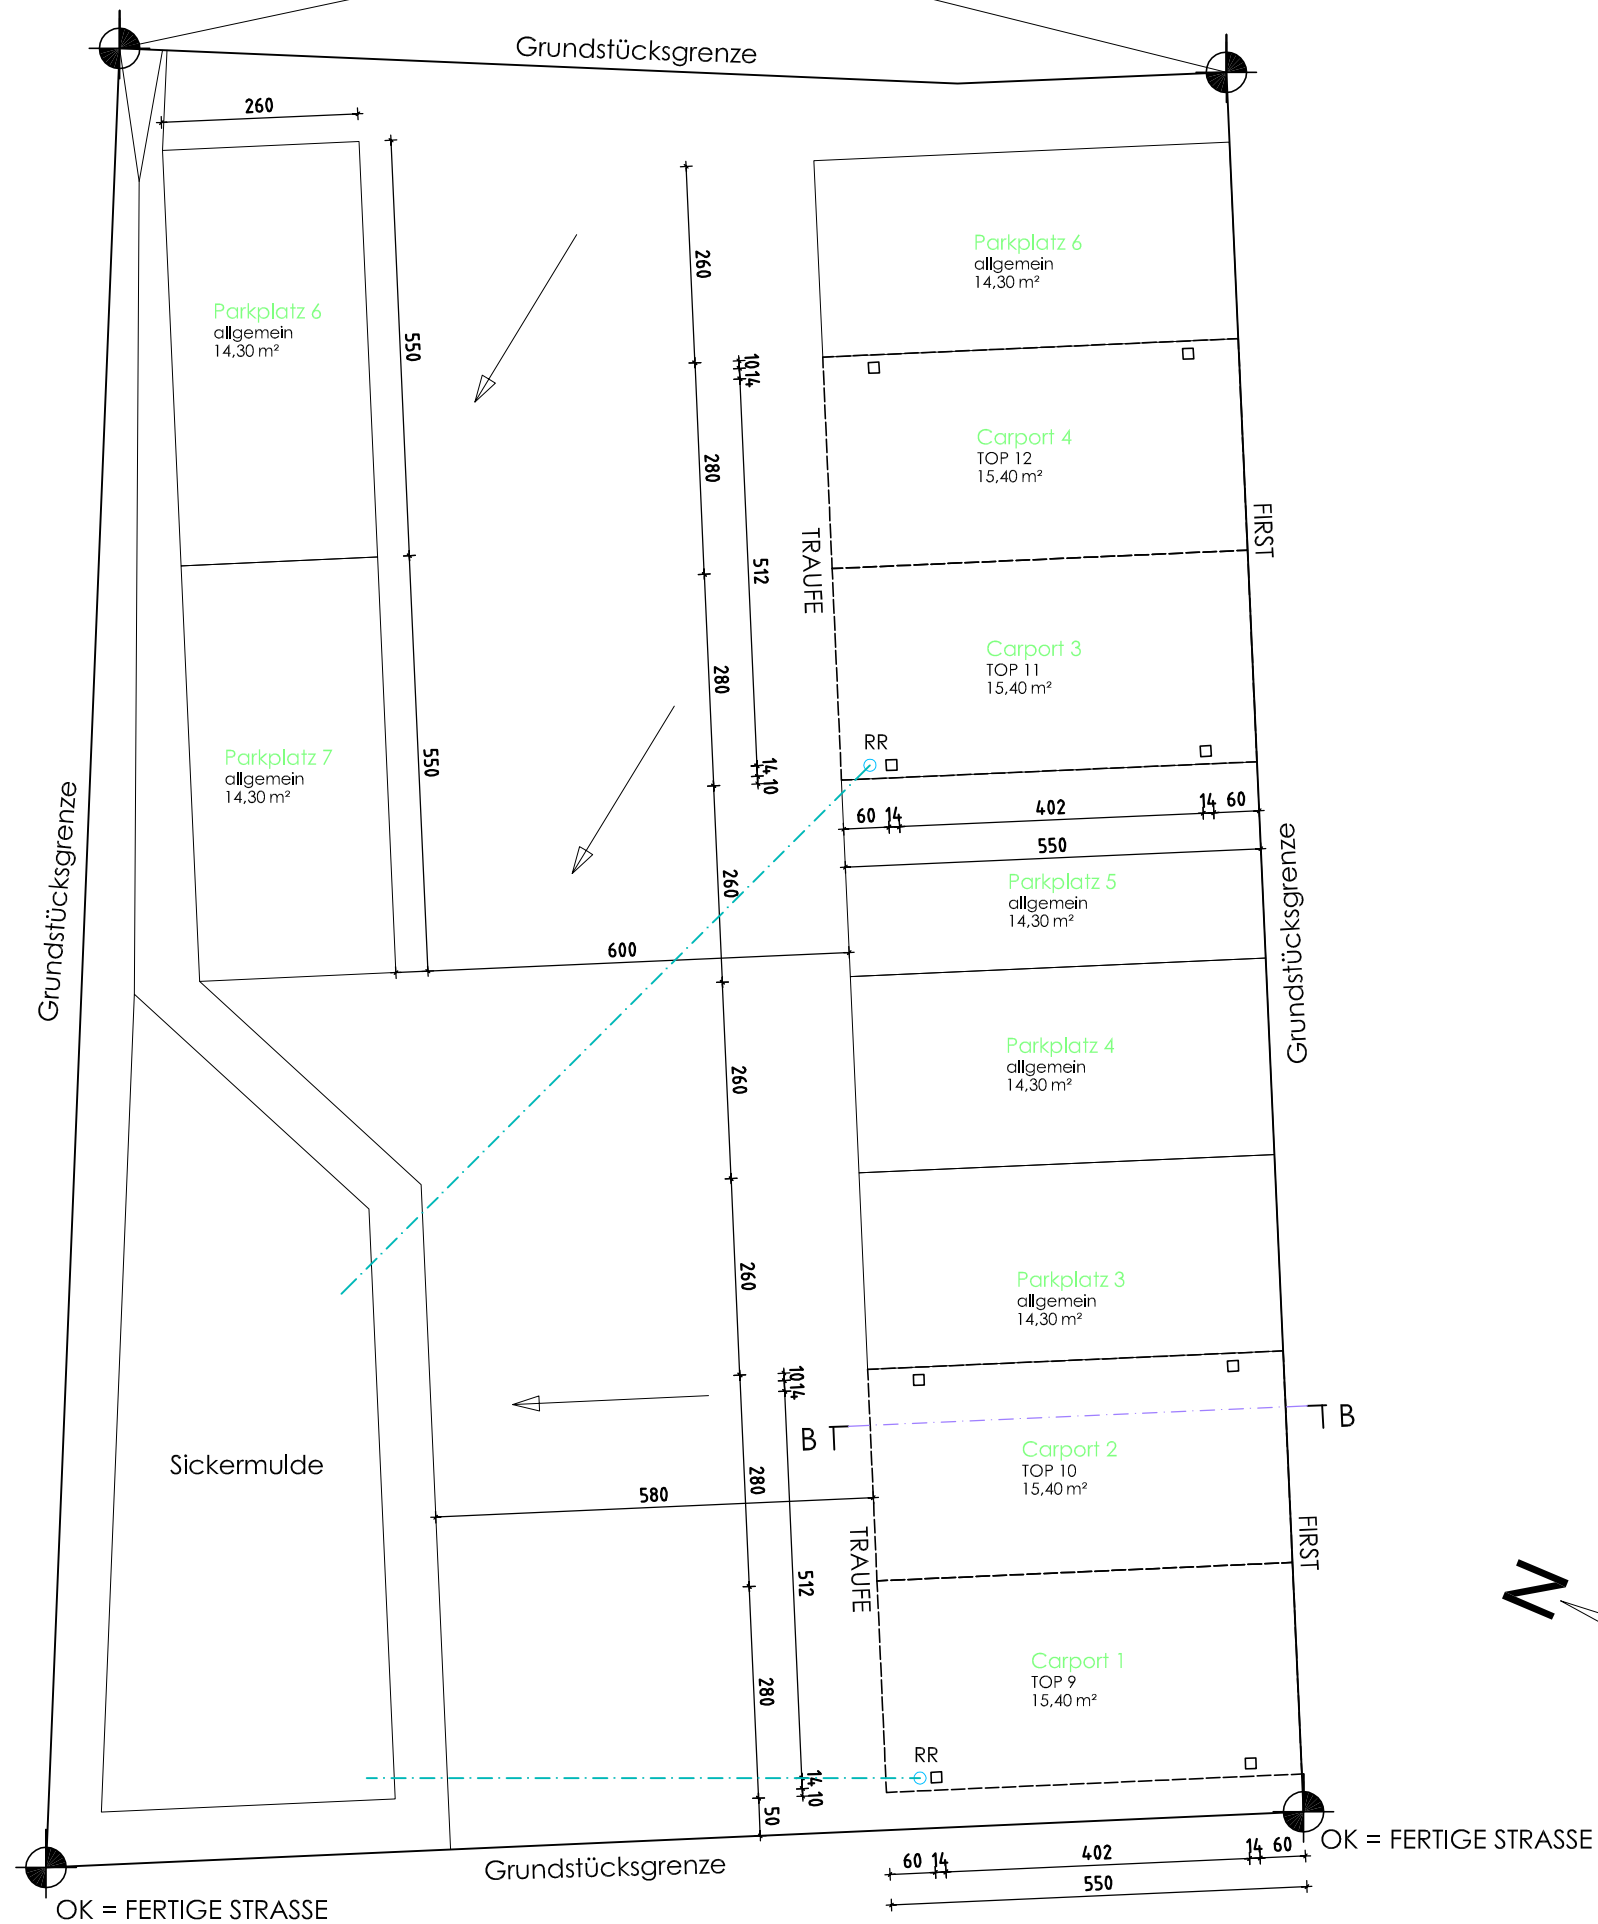 Grundstücksgrenze
260
Parkplatz 6
allgemein
14,30 m²
550
260
Parkplatz 6
allgemein
14,30 m²
1014
280
Carport 4
TOP 12
15,40 m²
FIRST
TRAUFE
512
280
Carport 3
TOP 11
15,40 m²
Parkplatz 7
allgemein
14,30 m²
550
RR
14 10
60 14 402 14 60
550
Grundstücksgrenze
Grundstücksgrenze
260
Parkplatz 5
allgemein
14,30 m²
600
260
Parkplatz 4
allgemein
14,30 m²
260
Parkplatz 3
allgemein
14,30 m²
1014
B
B
Sickermulde
280
Carport 2
TOP 10
15,40 m²
580
TRAUFE
FIRST
512
N
280
Carport 1
TOP 9
15,40 m²
RR
14 10
50
OK = FERTIGE STRASSE
60 14 402 14 60
550
Grundstücksgrenze
OK = FERTIGE STRASSE